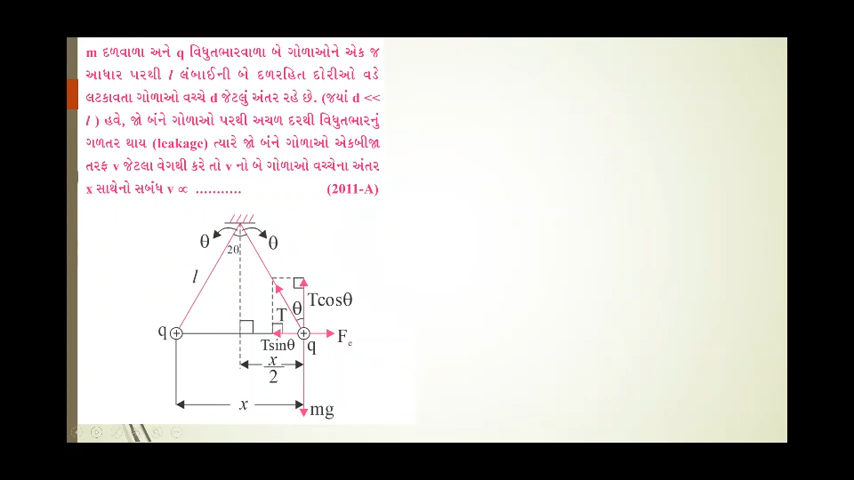 m દળવાળા અને q વિધુતભારવાળા બે ગોળાઓને એક જ
આધાર પરથી l લંબાઈની બે દળરહિત દોરીઓ વડે
લટકાવતા ગોળાઓ વચ્ચે d જેટલું અંતર રહે છે. (જયાં d <<
l ) હવે, જો બંને ગોળાઓ પરથી અચળ દરથી વિધુતભારનું
ગળતર થાય (leakage) ત્યારે જો બંને ગોળાઓ એકબીજા
તરફ v જેટલા વેગથી કરે તો v નો બે ગોળાઓ વચ્ચેના અંતર
x સાથેનો સબંધ v ∝ ........... (2011-A)
θ θ
2θ
l
Tcosθ
T θ
q Fe
Tsinθ q
x
2
x mg